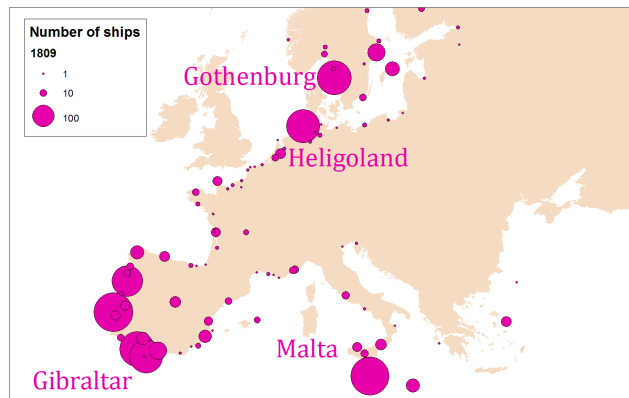 Number of ships
1809
1
10
100
Gothenburg
Heligoland
Malta
Gibraltar